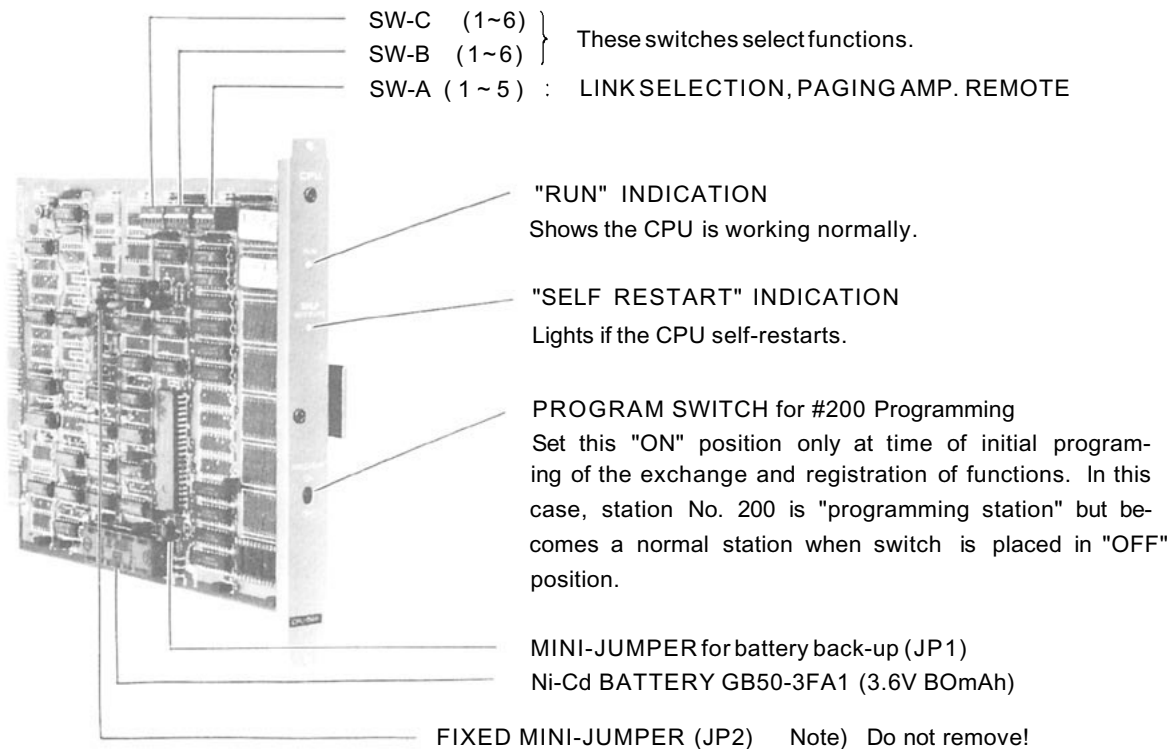 SW-C (1~6)
SW-B (1~6)
These switches select functions.
SW-A (1~5) : LINK SELECTION, PAGING AMP. REMOTE
CPU
"RUN" INDICATION
Shows the CPU is working normally.
"SELF RESTART" INDICATION
Lights if the CPU self-restarts.
PROGRAM SWITCH for #200 Programming
Set this "ON" position only at time of initial program-
ing of the exchange and registration of functions. In this
case, station No. 200 is "programming station" but be-
comes a normal station when switch is placed in "OFF"
position.
MINI-JUMPER for battery back-up (JP1)
Ni-Cd BATTERY GB50-3FA1 (3.6V BOmAh)
FIXED MINI-JUMPER (JP2) Note) Do not remove!